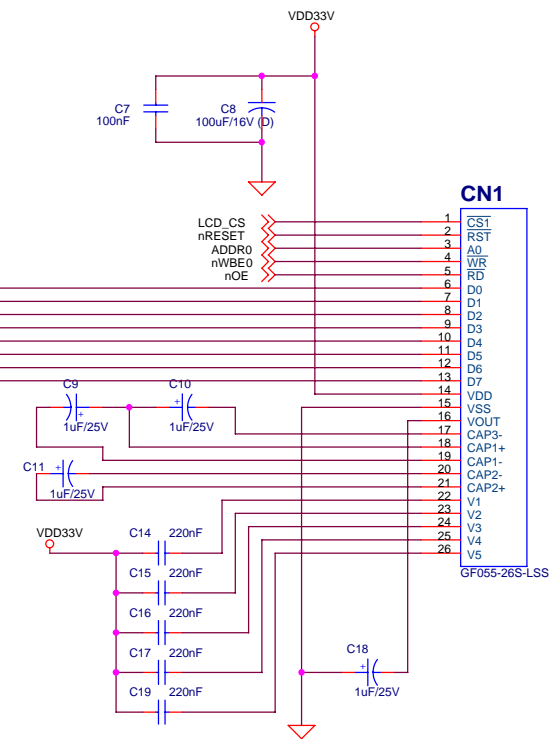 VDD33V
C7
100nF
C8
100uF/16V (D)
CN1
LCD_CS 1 CS1
nRESET 2 RST
ADDR0 3 A0
nWBE0 4 WR
nOE 5 RD
6 D0
7 D1
8 D2
9 D3
10 D4
11 D5
12 D6
13 D7
14 VDD
15 VSS
16 VOUT
17 CAP3-
18 CAP1+
19 CAP1-
20 CAP2-
21 CAP2+
22 V1
23 V2
24 V3
25 V4
26 V5
GF055-26S-LSS
C9
+
1uF/25V
C10
+
1uF/25V
C11 +
1uF/25V
VDD33V
C14 220nF
C15 220nF
C16 220nF
C17 220nF
C19 220nF
C18
+
1uF/25V